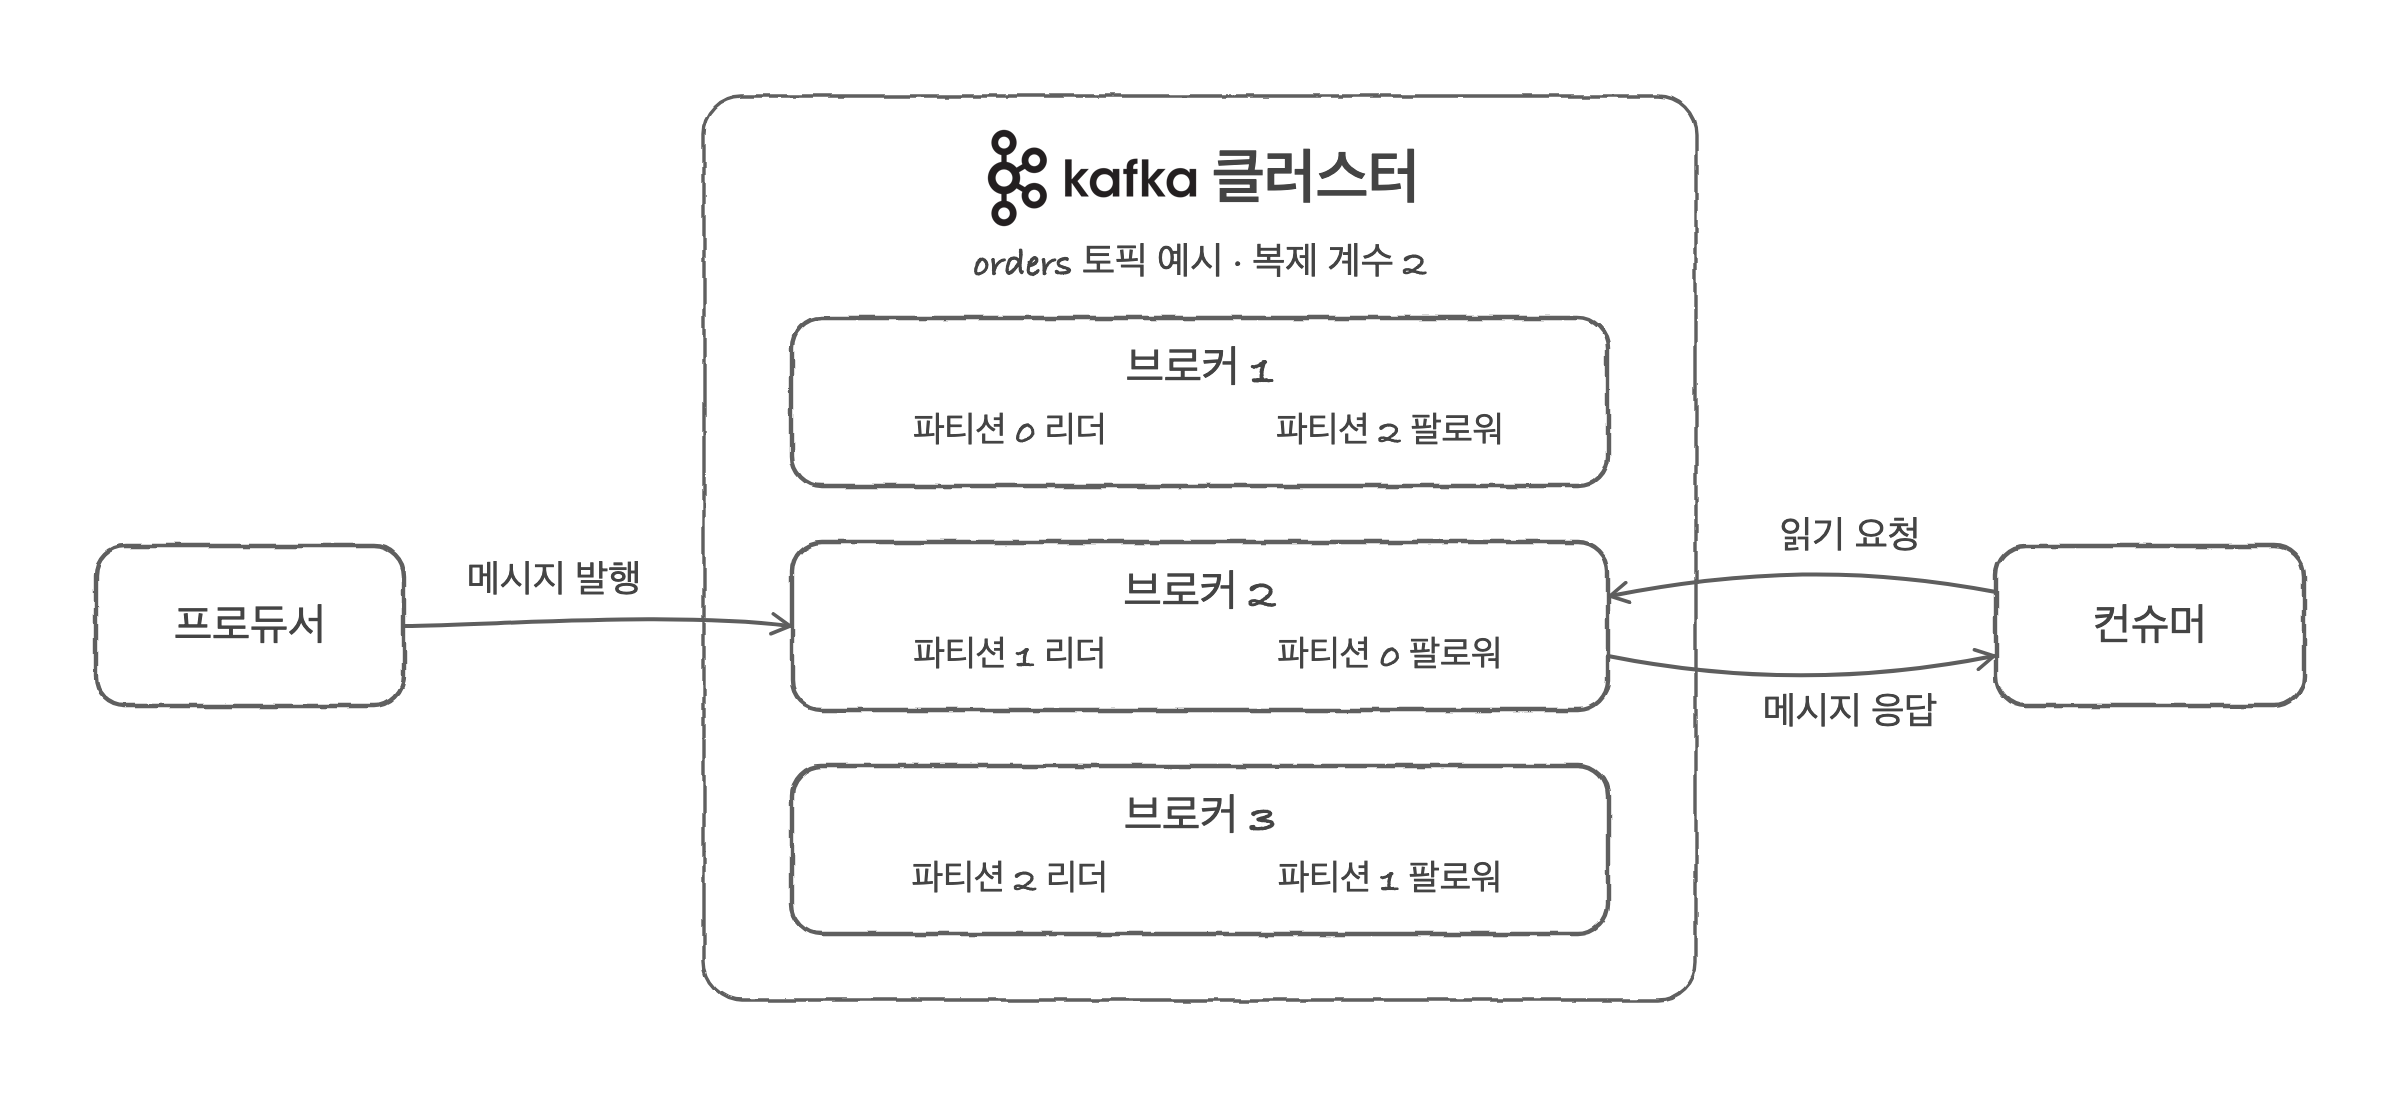 kafka 클러스터
orders 토픽 예시 · 복제 계수 2
브로커 1
파티션 0 리더 파티션 2 팔로워
프로듀서
메시지 발행
브로커 2
파티션 1 리더 파티션 0 팔로워
읽기 요청
메시지 응답
컨슈머
브로커 3
파티션 2 리더 파티션 1 팔로워